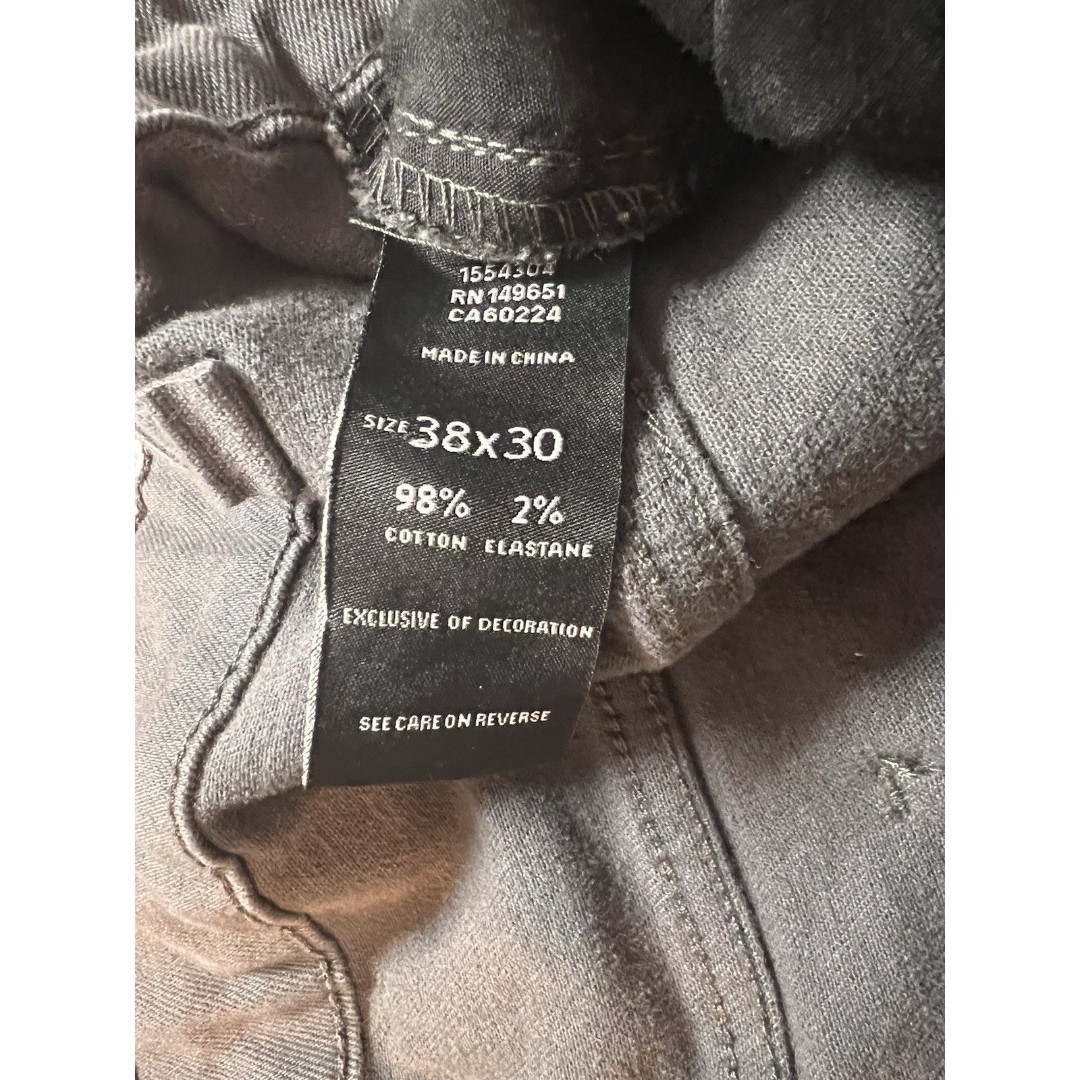 1554304
RN 149651
CA60224
MADE IN CHINA
SIZE 38x30
98% 2%
COTTON ELASTANE
EXCLUSIVE OF DECORATION
SEE CARE ON REVERSE